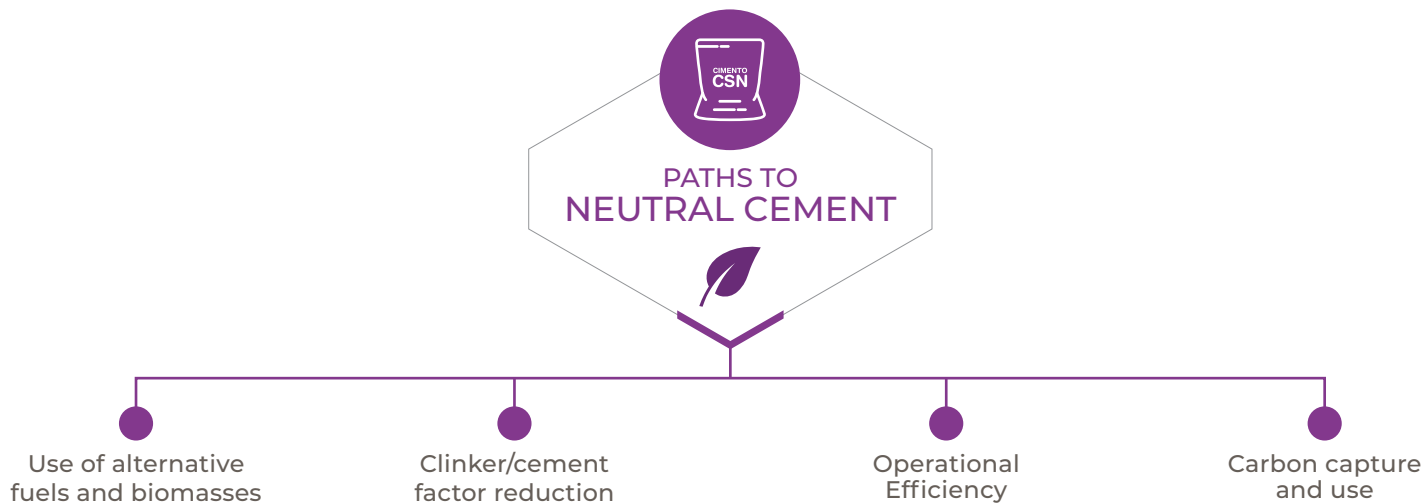 CIMENTO
CSN
PATHS TO
NEUTRAL CEMENT
Use of alternative
fuels and biomasses
Clinker/cement
factor reduction
Operational
Efficiency
Carbon capture
and use